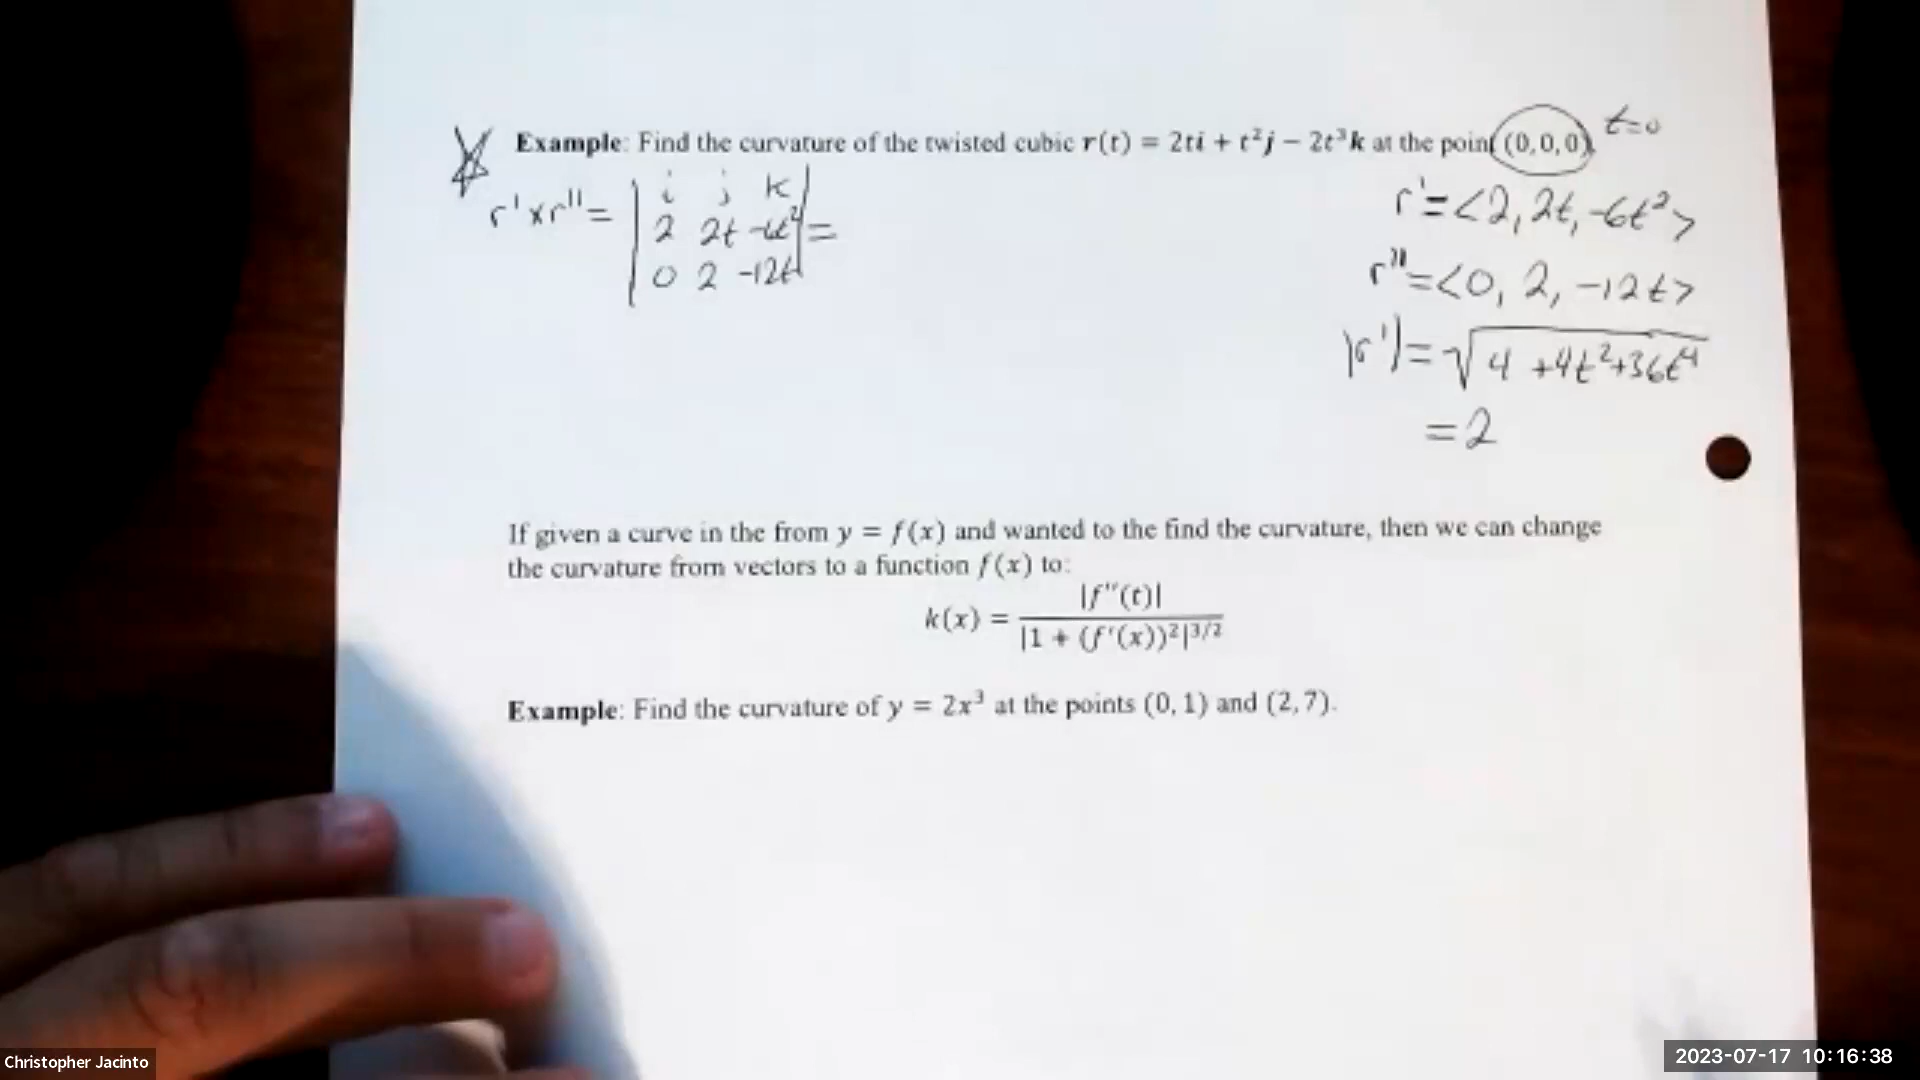 Example: Find the curvature of the twisted cubic r(t) = 2ti + t²j − 2t³k at the point (0,0,0). t=0
r'×r''= | i j k |
| 2 2t -6t² | =
| 0 2 -12t |
r'=<2, 2t, -6t²>
r''=<0, 2, -12t>
|r'|=√4 +4t²+36t⁴
=2
If given a curve in the from y = f(x) and wanted to the find the curvature, then we can change
the curvature from vectors to a function f(x) to:
k(x) = |f''(t)| / |1 + (f'(x))²|^3/2
Example: Find the curvature of y = 2x³ at the points (0, 1) and (2,7).
Christopher Jacinto
2023-07-17 10:16:38